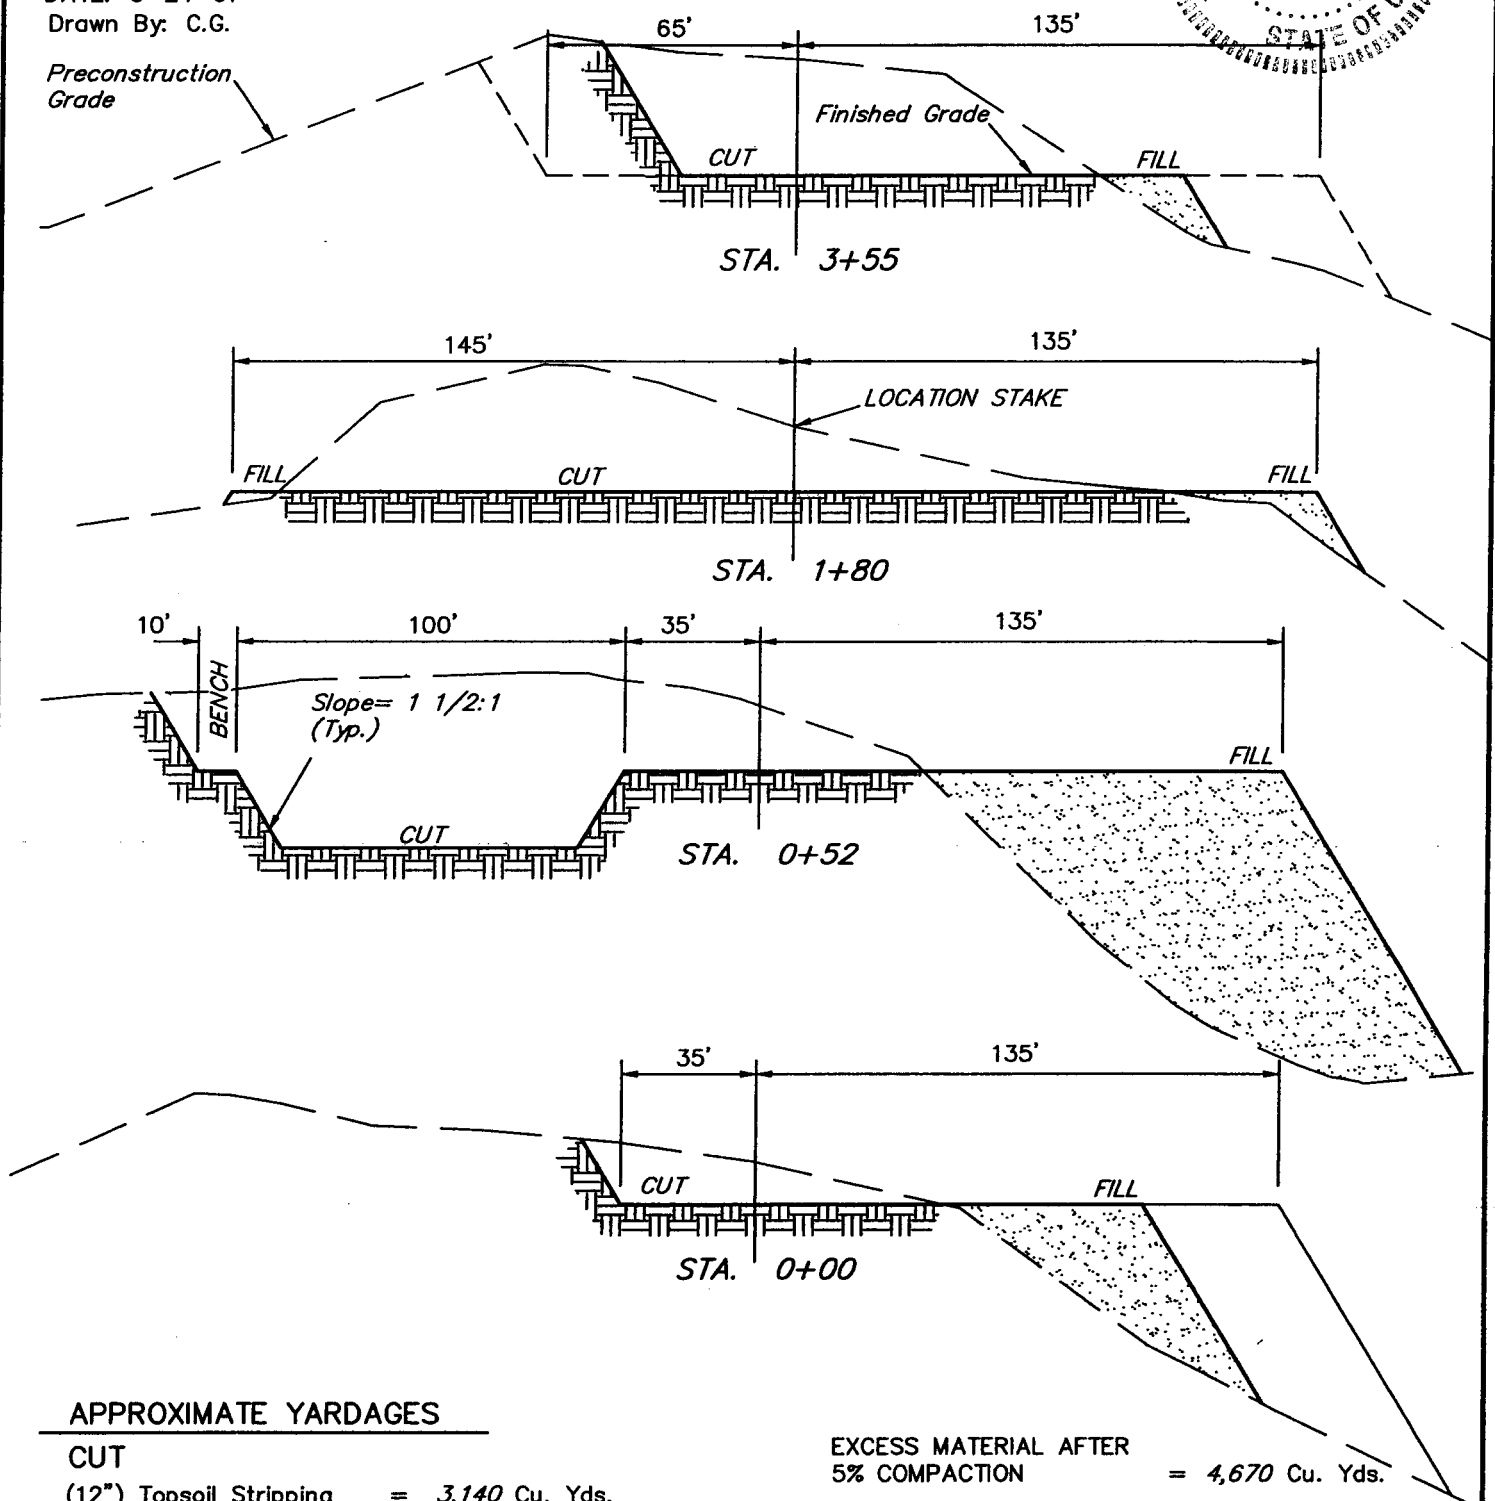 Drawn By: C.G.
STATE OF
65'
135'
Preconstruction
Grade
Finished Grade
CUT
FILL
STA. 3+55
145'
135'
LOCATION STAKE
FILL
CUT
FILL
STA. 1+80
10'
100'
35'
135'
BENCH
Slope= 1 1/2:1
(Typ.)
FILL
CUT
STA. 0+52
35'
135'
CUT
FILL
STA. 0+00
APPROXIMATE YARDAGES
CUT
(12") Topsoil Stripping = 3,140 Cu. Yds.
EXCESS MATERIAL AFTER
5% COMPACTION = 4,670 Cu. Yds.